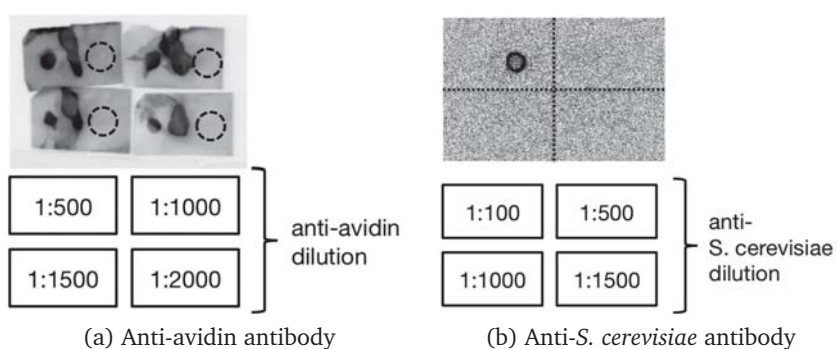 1:500 1:1000
1:1500 1:2000
anti-avidin
dilution
(a) Anti-avidin antibody
1:100 1:500
1:1000 1:1500
anti-
S. cerevisiae
dilution
(b) Anti-S. cerevisiae antibody